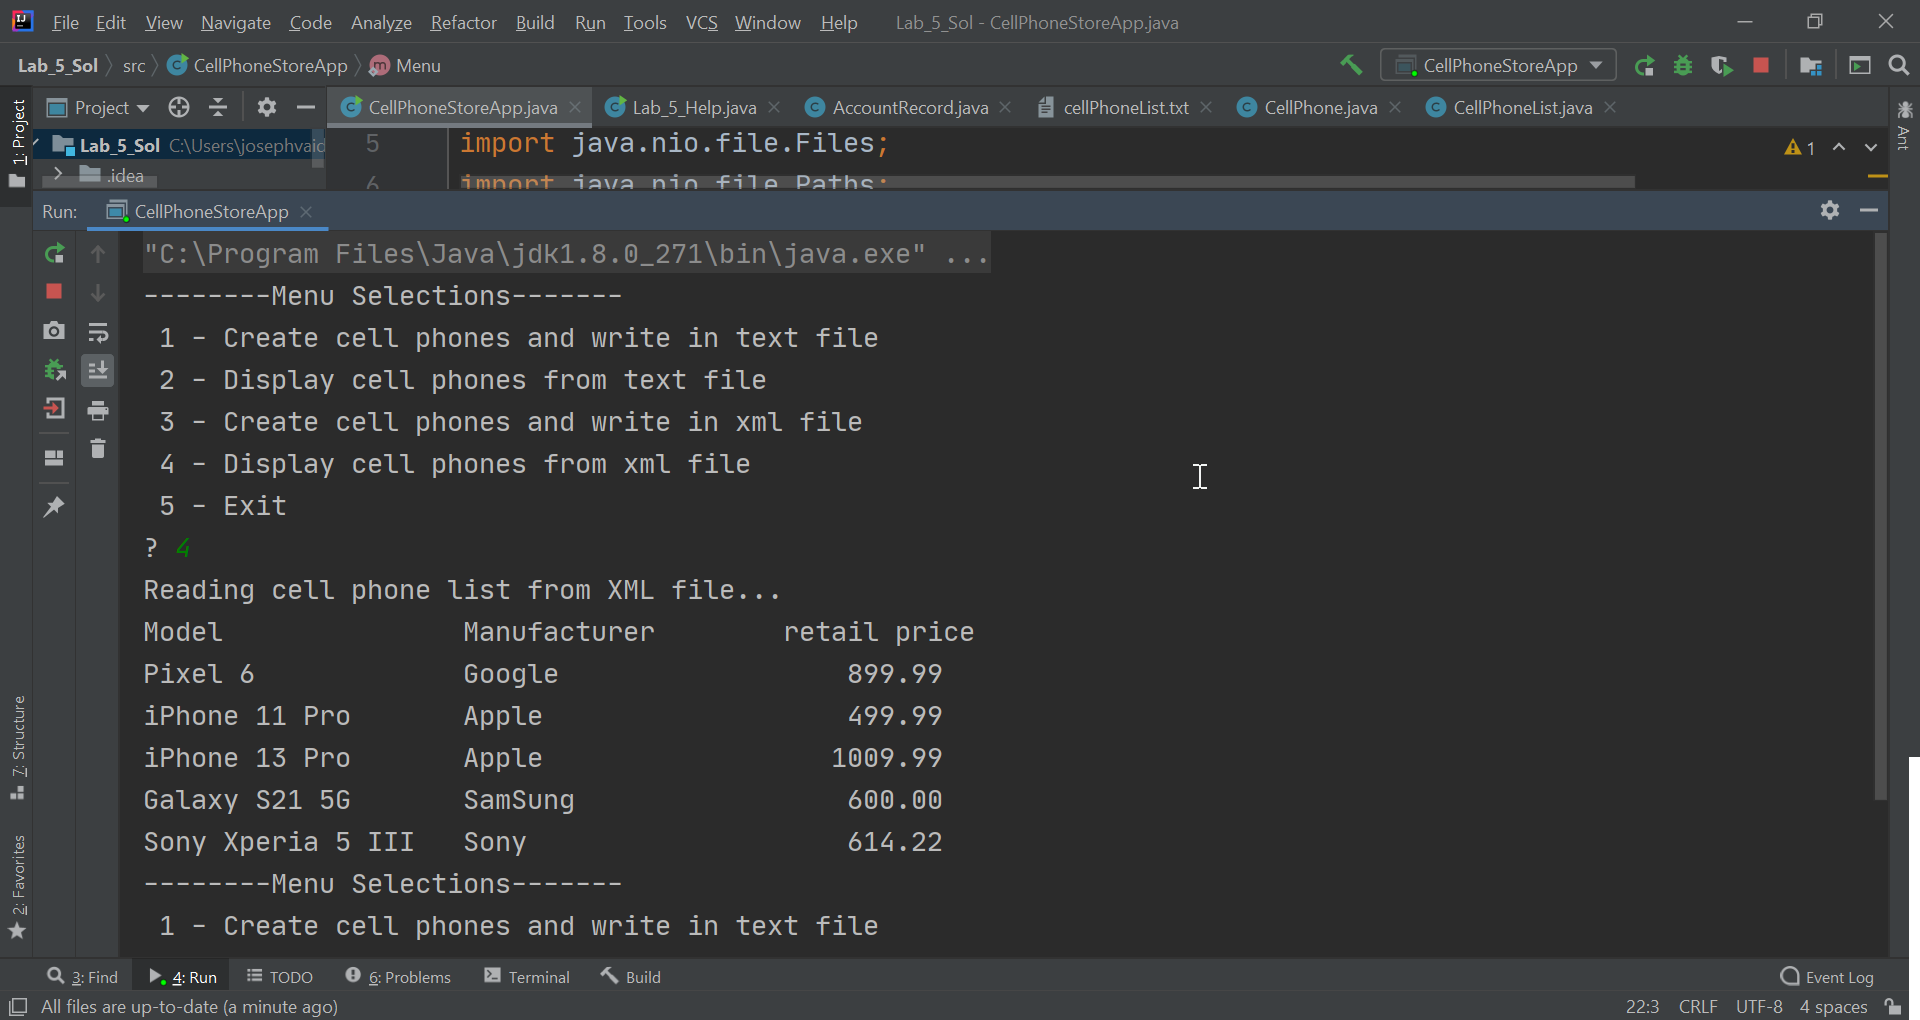 File Edit View Navigate Code Analyze Refactor Build Run Tools VCS Window Help Lab_5_Sol - CellPhoneStoreApp.java
Lab_5_Sol src CellPhoneStoreApp Menu CellPhoneStoreApp
Project CellPhoneStoreApp.java Lab_5_Help.java AccountRecord.java cellPhoneList.txt CellPhone.java CellPhoneList.java
1: Project
Ant
Lab_5_Sol C:\Users\josephvaid 5 import java.nio.file.Files; 1
.idea 6 import java.nio.file.Paths;
Run: CellPhoneStoreApp
"C:\Program Files\Java\jdk1.8.0_271\bin\java.exe" ...
--------Menu Selections-------
1 - Create cell phones and write in text file
2 - Display cell phones from text file
3 - Create cell phones and write in xml file
4 - Display cell phones from xml file
5 - Exit
? 4
Reading cell phone list from XML file...
Model Manufacturer retail price
Pixel 6 Google 899.99
iPhone 11 Pro Apple 499.99
iPhone 13 Pro Apple 1009.99
Galaxy S21 5G SamSung 600.00
Sony Xperia 5 III Sony 614.22
--------Menu Selections-------
1 - Create cell phones and write in text file
7: Structure
2: Favorites
3: Find 4: Run TODO 6: Problems Terminal Build Event Log
All files are up-to-date (a minute ago) 22:3 CRLF UTF-8 4 spaces